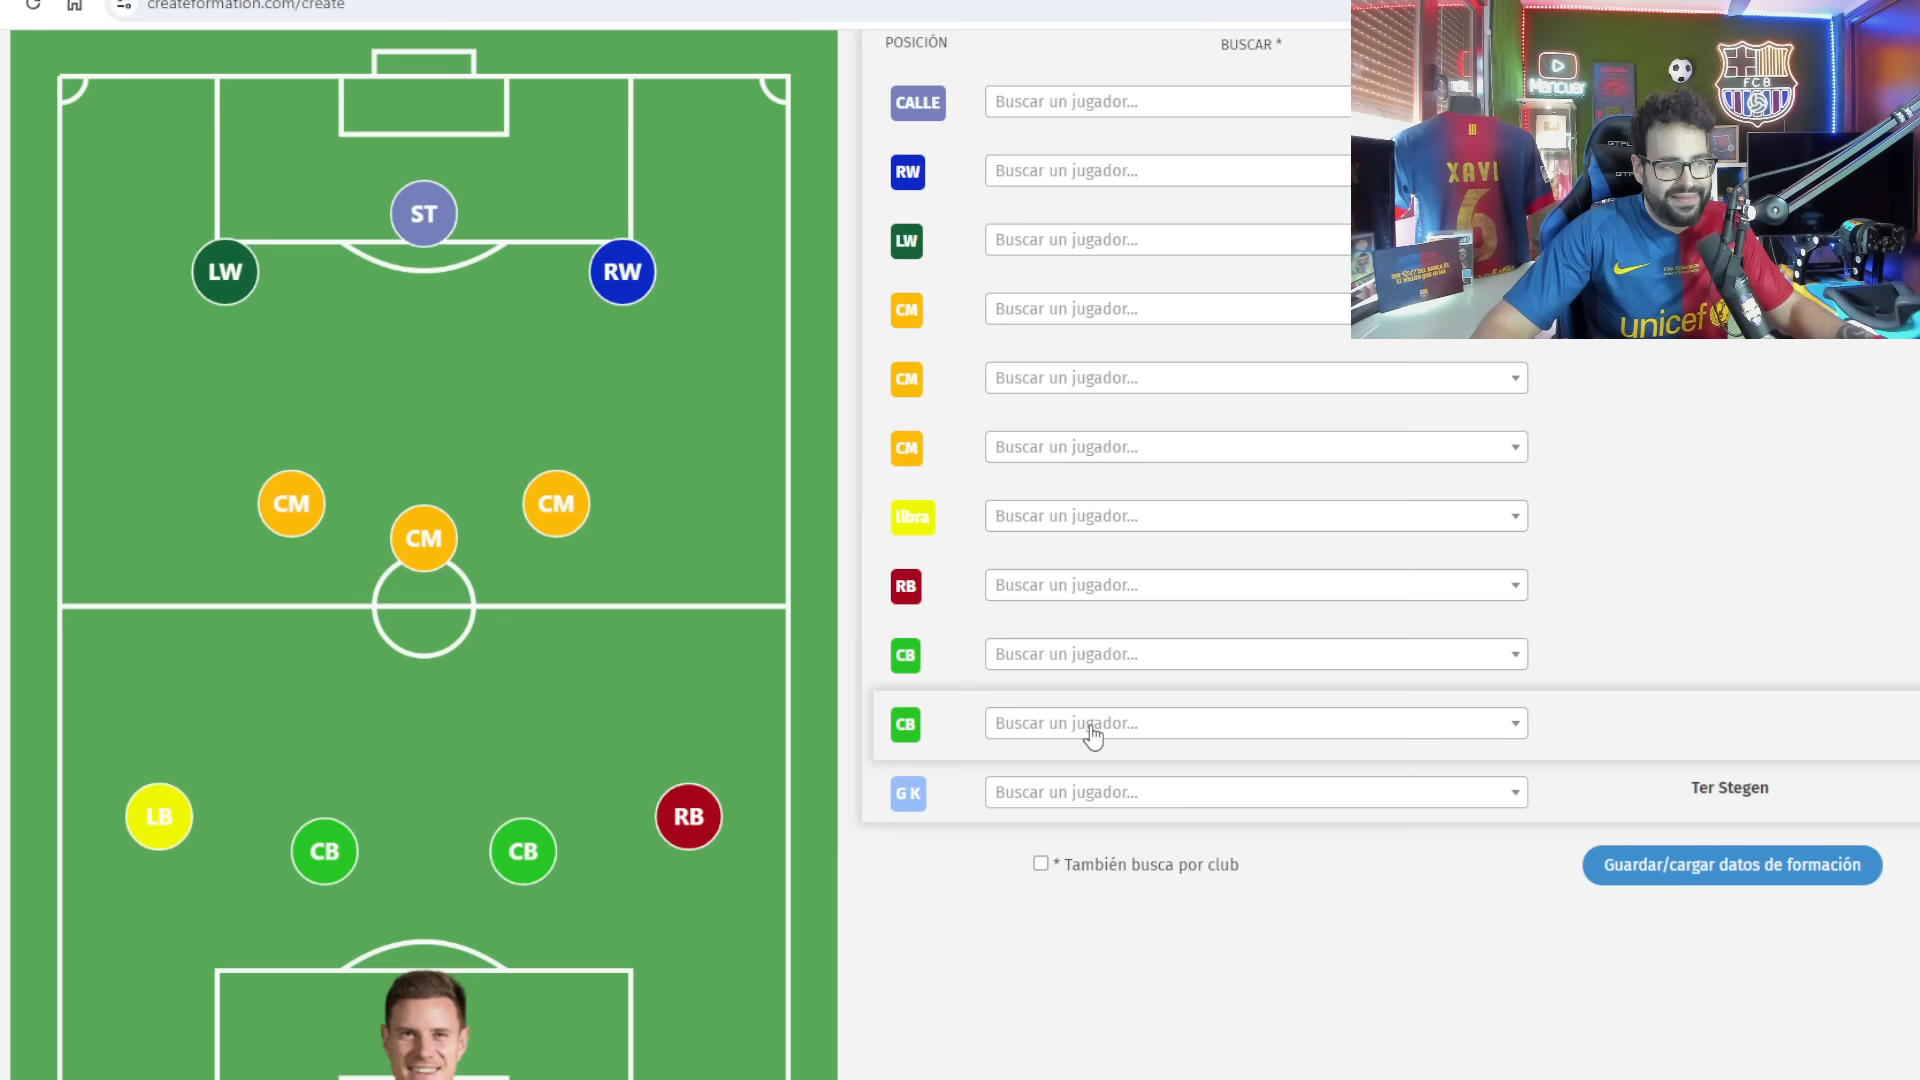 createformation.com/create
POSICIÓN
BUSCAR *
CALLE
Buscar un jugador...
RW
Buscar un jugador...
LW
Buscar un jugador...
CM
Buscar un jugador...
CM
Buscar un jugador...
CM
Buscar un jugador...
libra
Buscar un jugador...
RB
Buscar un jugador...
CB
Buscar un jugador...
CB
Buscar un jugador...
G K
Buscar un jugador...
Ter Stegen
* También busca por club
Guardar/cargar datos de formación
ST
LW
RW
CM
CM
CM
LB
RB
CB
CB
XAVI
6
Mancuer
FCB
GTPL
unicef